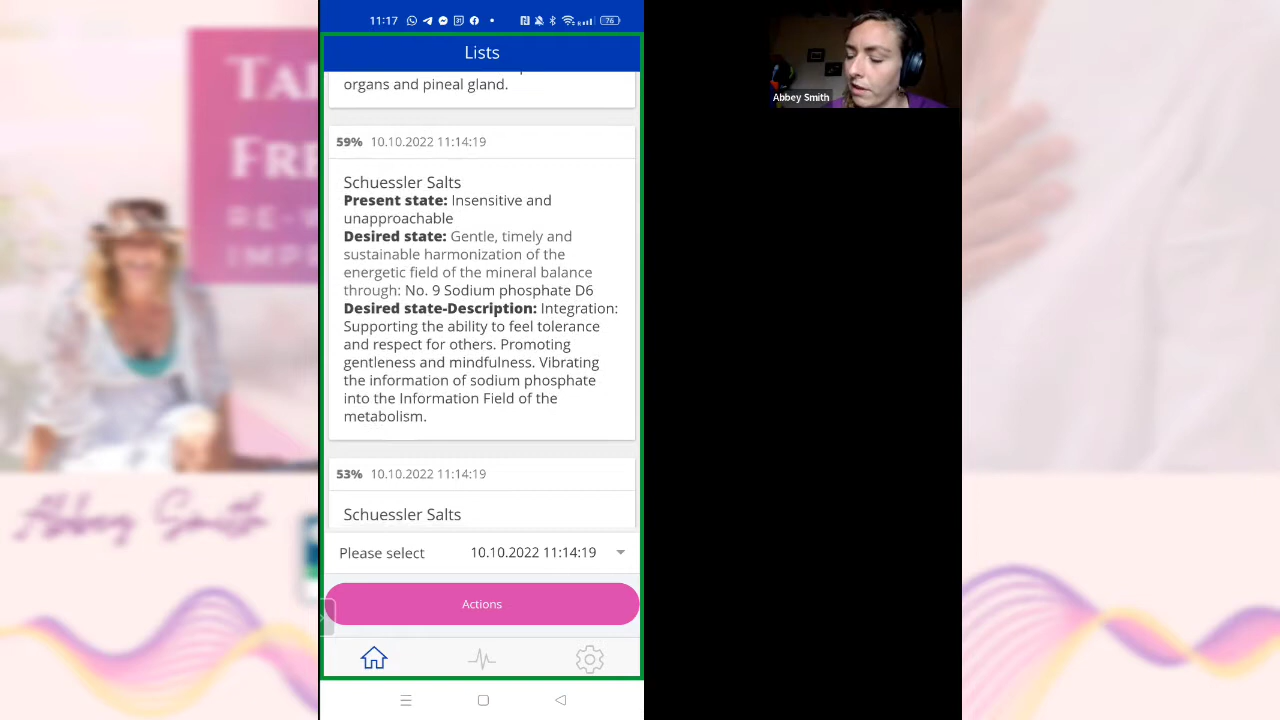 11:17
31
76
Lists
organs and pineal gland.
59% 10.10.2022 11:14:19
Schuessler Salts
Present state: Insensitive and
unapproachable
Desired state: Gentle, timely and
sustainable harmonization of the
energetic field of the mineral balance
through: No. 9 Sodium phosphate D6
Desired state-Description: Integration:
Supporting the ability to feel tolerance
and respect for others. Promoting
gentleness and mindfulness. Vibrating
the information of sodium phosphate
into the Information Field of the
metabolism.
53% 10.10.2022 11:14:19
Schuessler Salts
Please select 10.10.2022 11:14:19
Actions
Abbey Smith
Abbey Smith